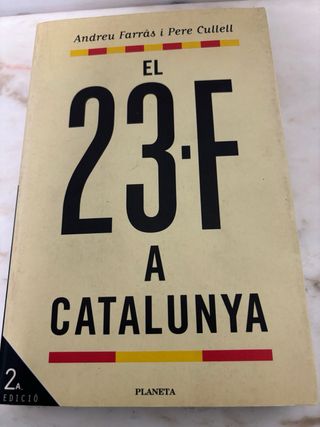 Andreu Farràs i Pere Cullell
EL
23·F
A
CATALUNYA
2a.
EDICIÓ
PLANETA